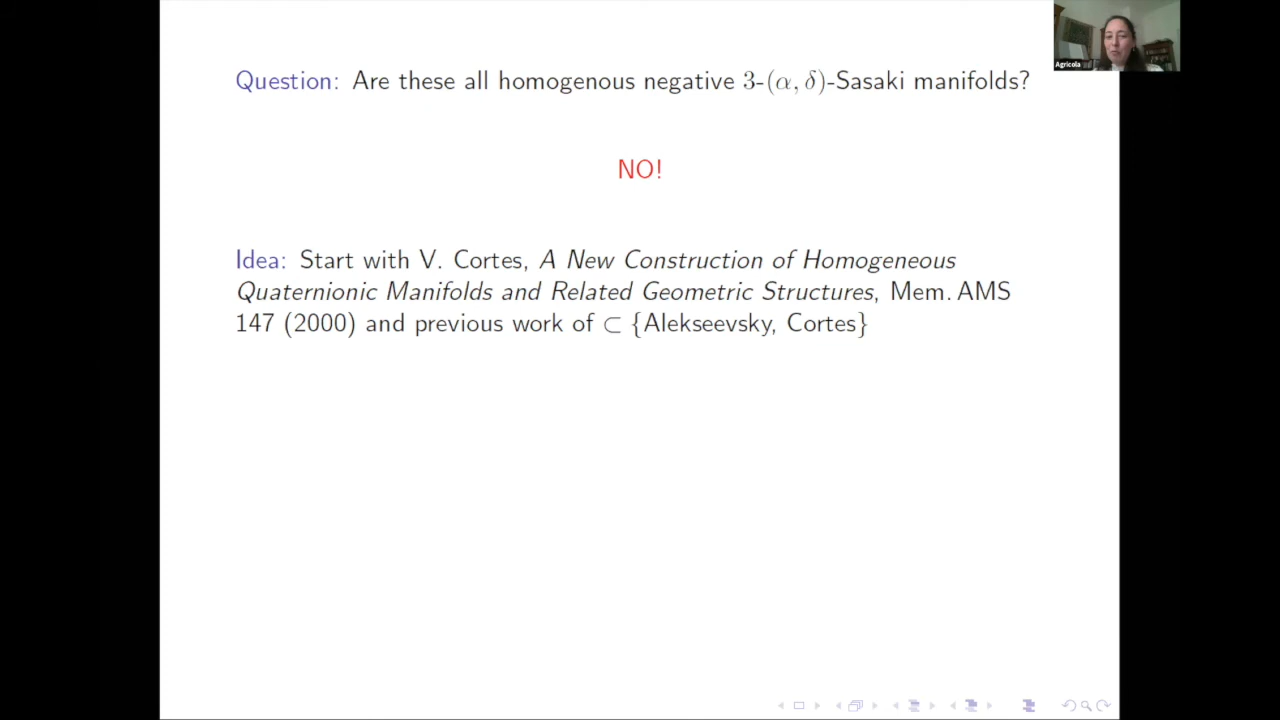 Agricola
Question: Are these all homogenous negative 3-(α, δ)-Sasaki manifolds?
NO!
Idea: Start with V. Cortes, A New Construction of Homogeneous
Quaternionic Manifolds and Related Geometric Structures, Mem. AMS
147 (2000) and previous work of ⊂ {Alekseevsky, Cortes}